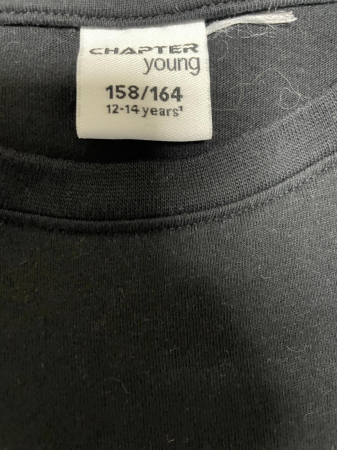 CHAPTER
young
158/164
12-14 years¹